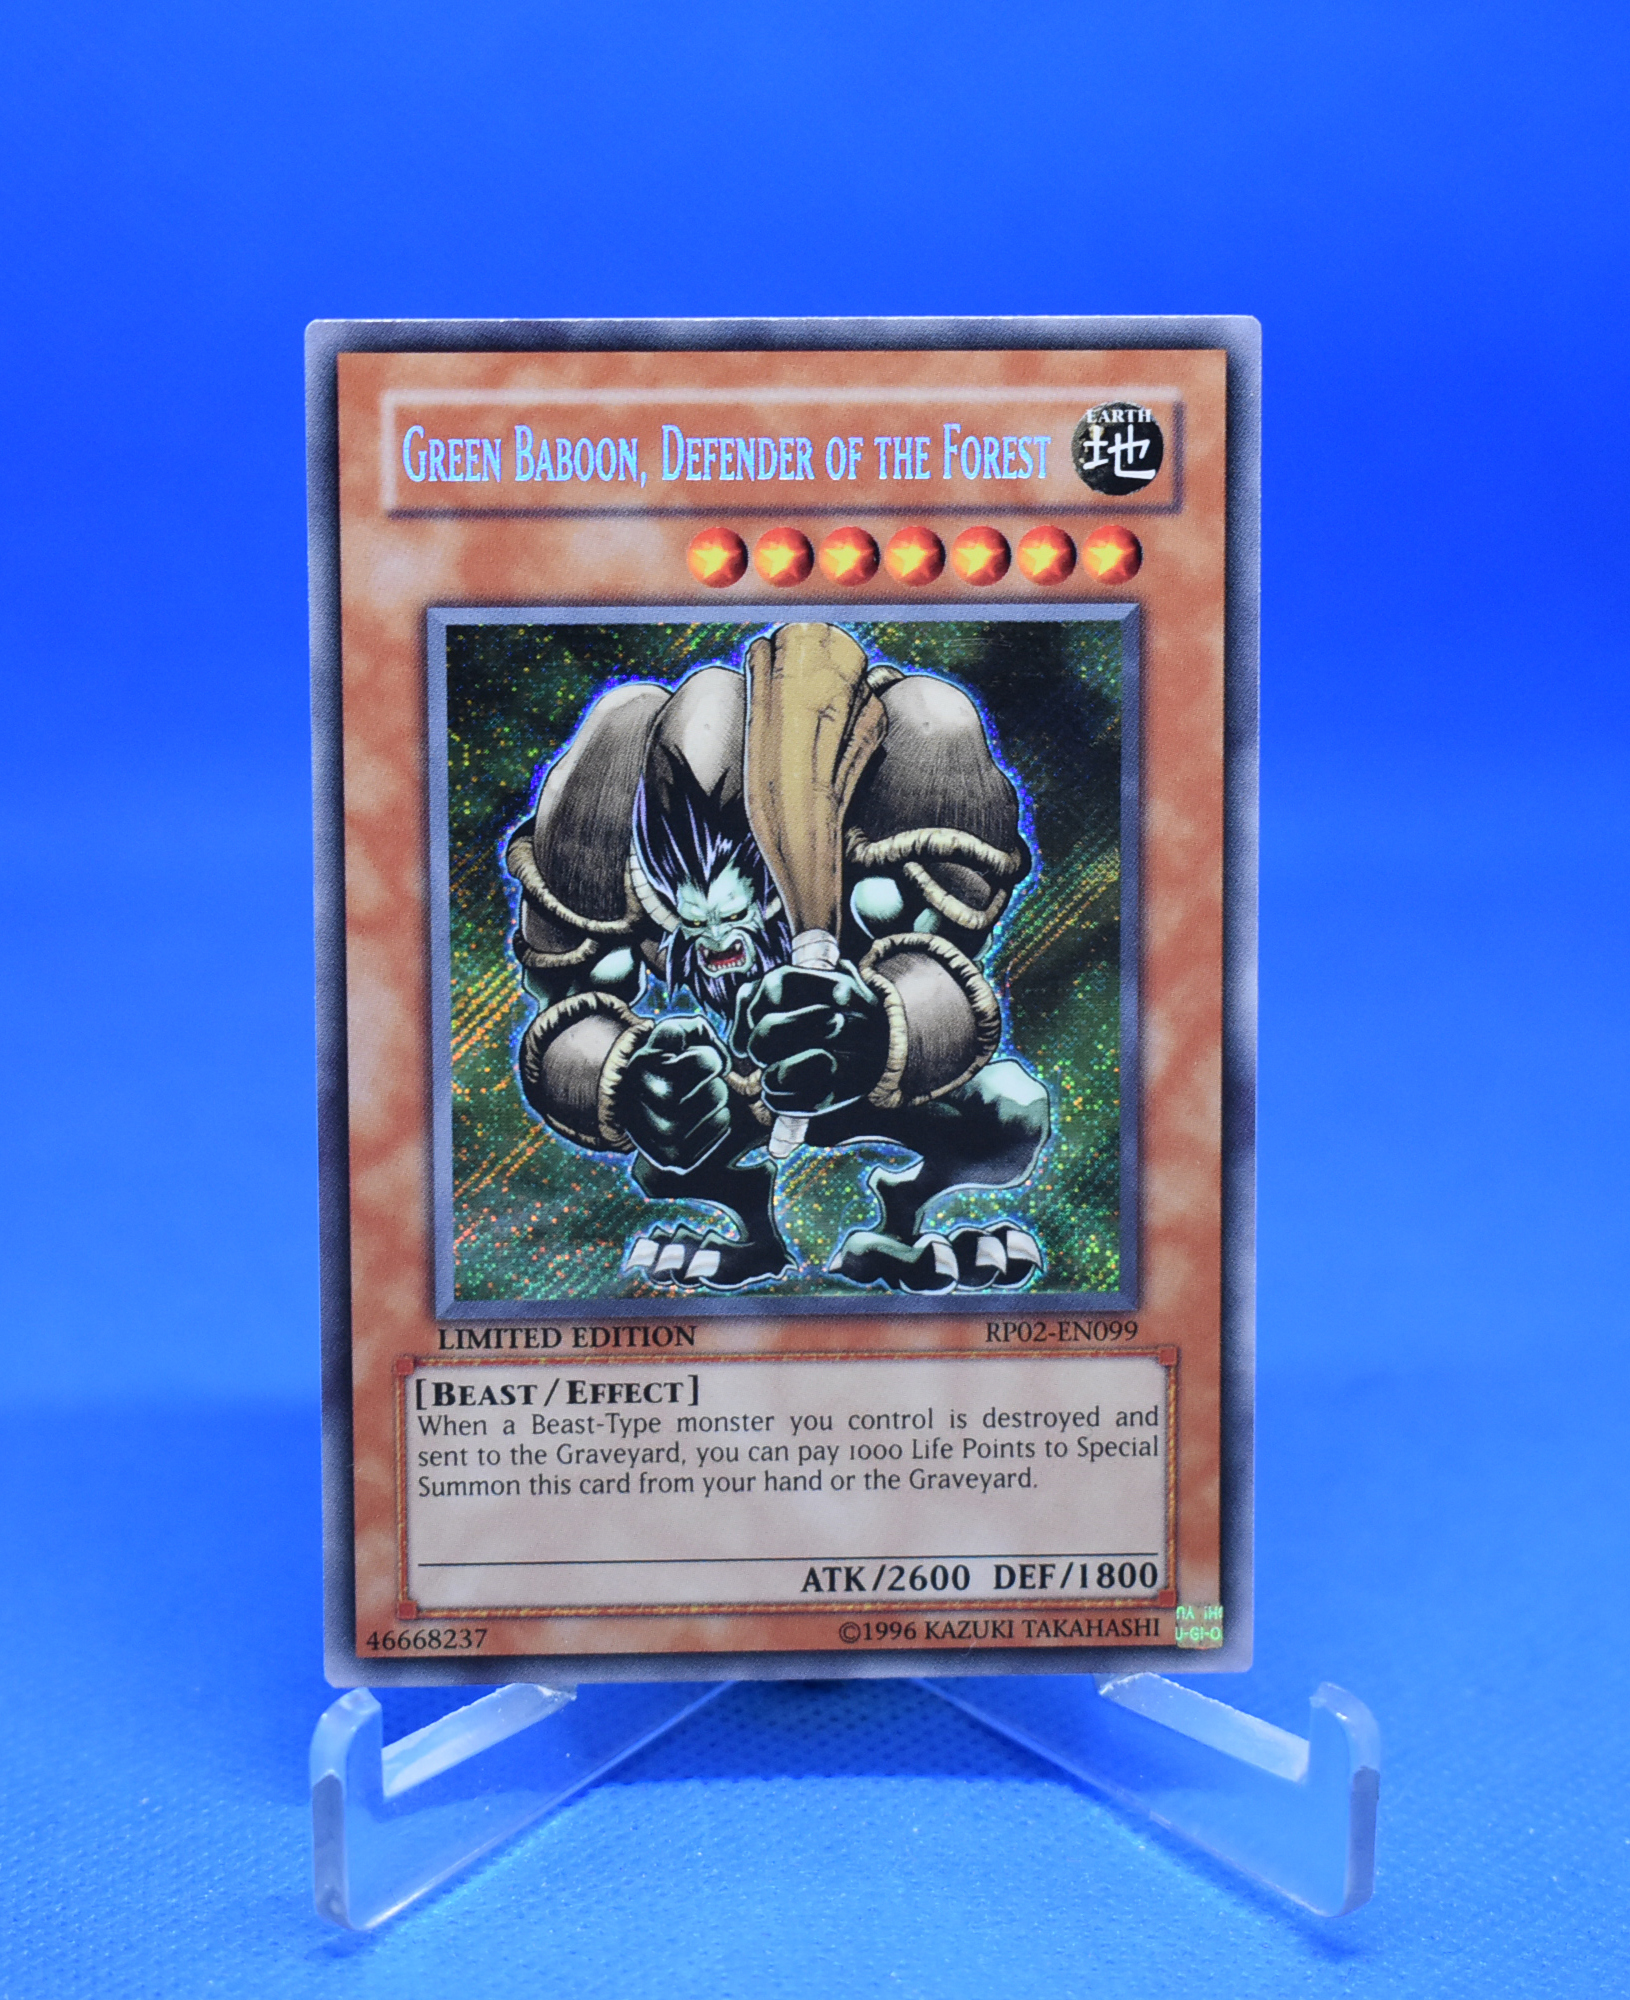 GREEN BABOON, DEFENDER OF THE FOREST
EARTH
地
LIMITED EDITION
RP02-EN099
[BEAST / EFFECT]
When a Beast-Type monster you control is destroyed and
sent to the Graveyard, you can pay 1000 Life Points to Special
Summon this card from your hand or the Graveyard.
ATK/2600 DEF/1800
46668237
©1996 KAZUKI TAKAHASHI